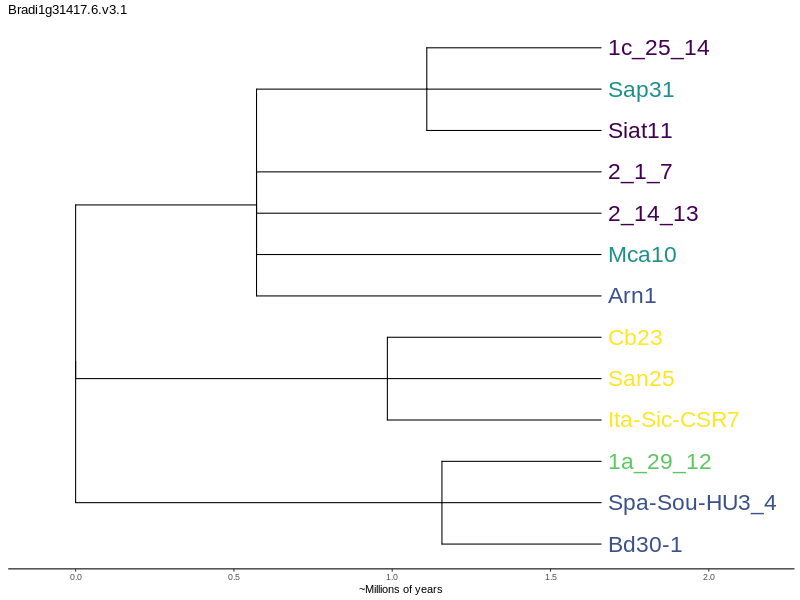 Bradi1g31417.6.v3.1
1c_25_14
Sap31
Siat11
2_1_7
2_14_13
Mca10
Arn1
Cb23
San25
Ita-Sic-CSR7
1a_29_12
Spa-Sou-HU3_4
Bd30-1
0.0 0.5 1.0 1.5 2.0
~Millions of years